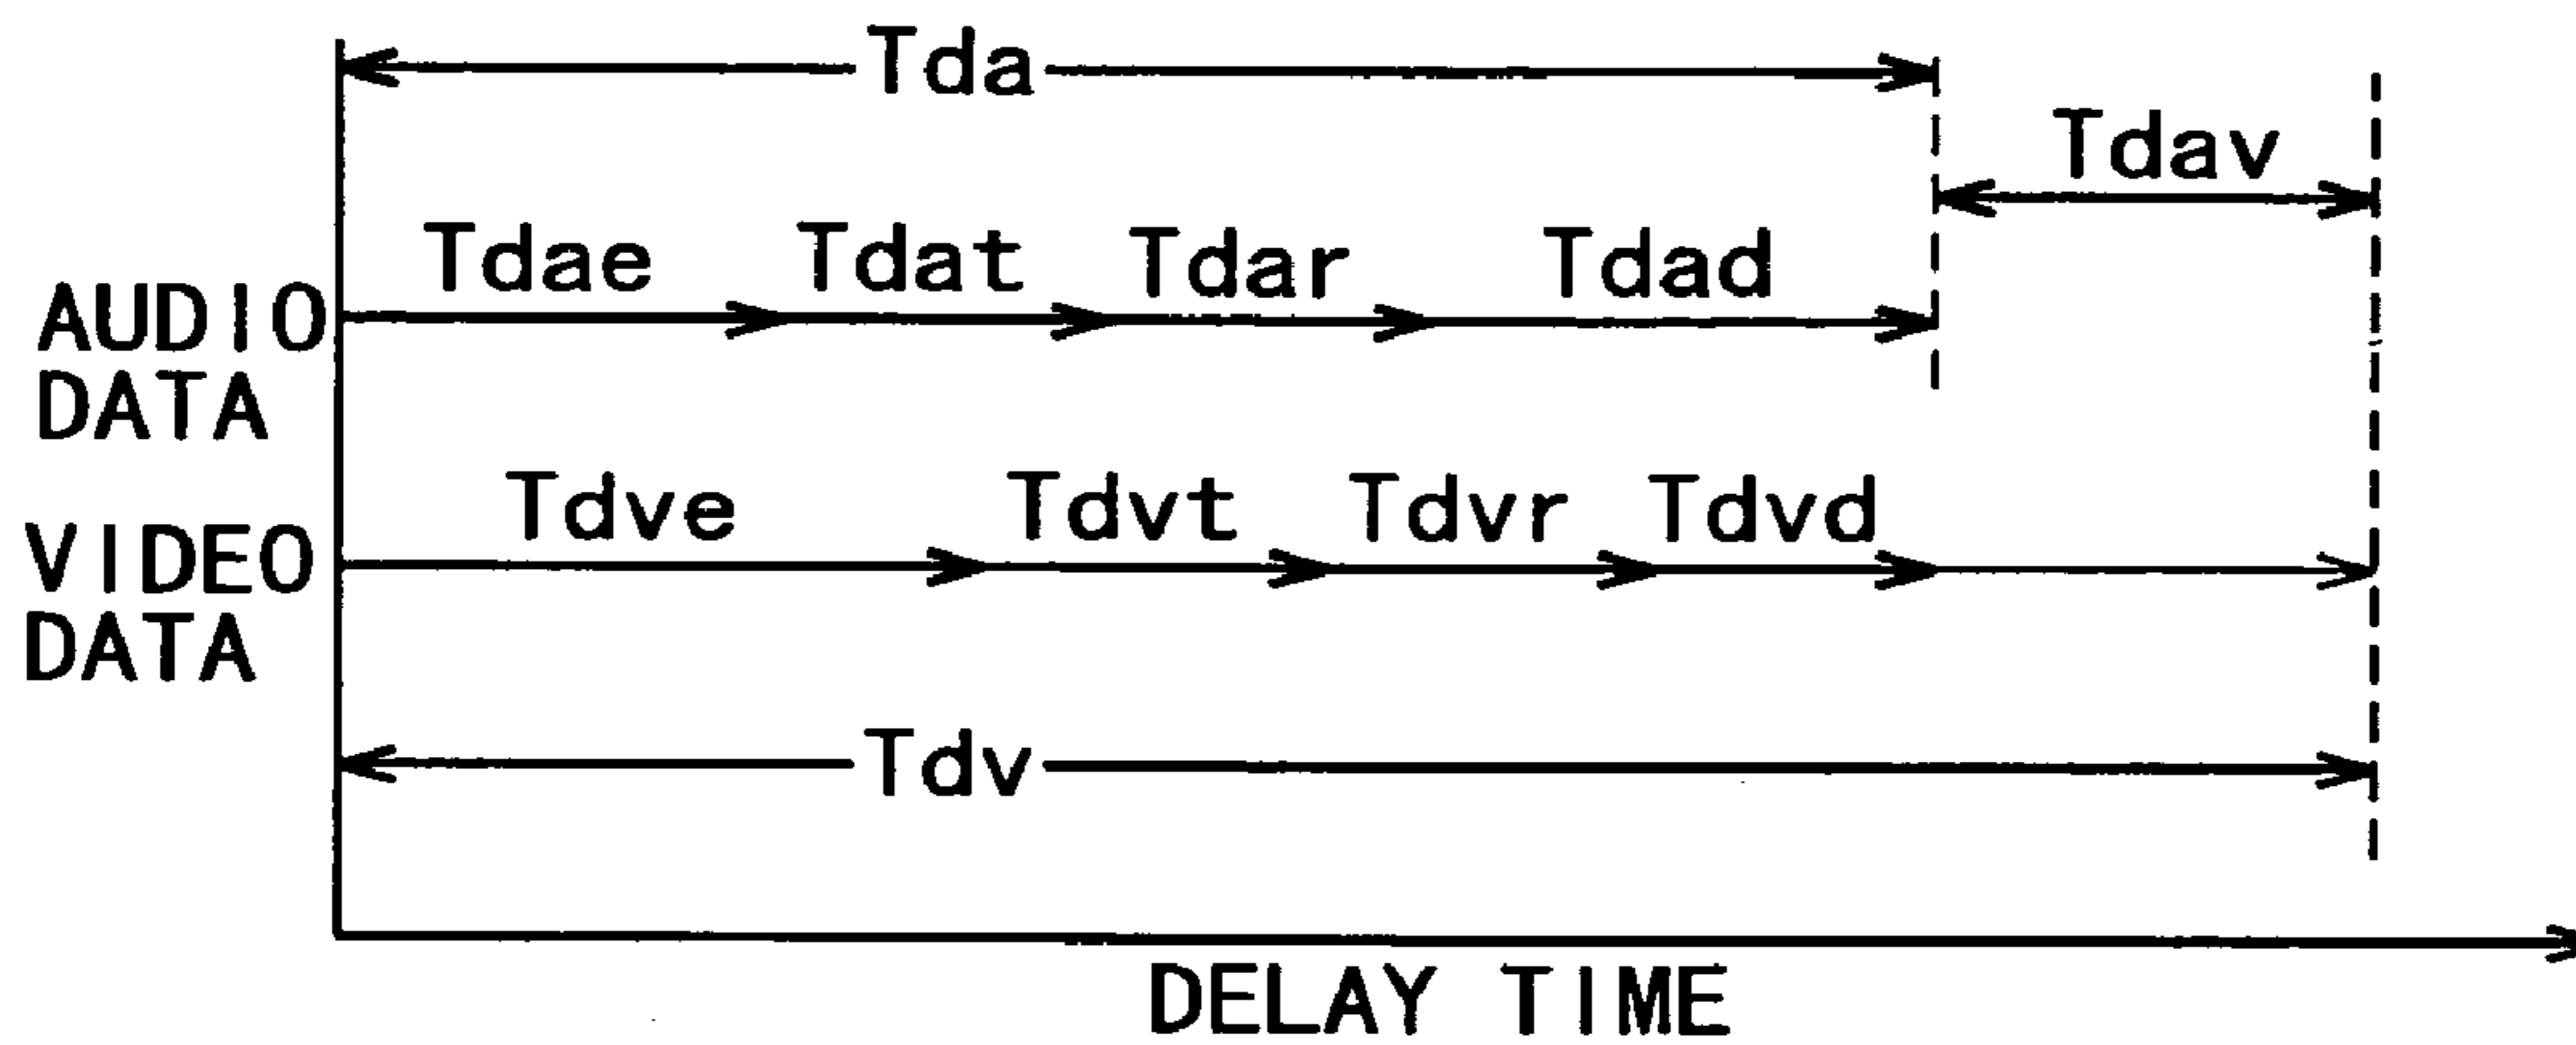 Tda
Tdav
Tdae Tdat Tdar Tdad
AUDIO
DATA
Tdve Tdvt Tdvr Tdvd
VIDEO
DATA
Tdv
DELAY TIME